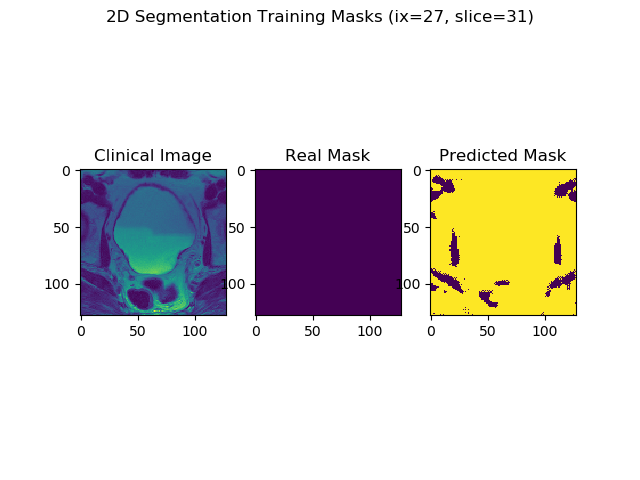 2D Segmentation Training Masks (ix=27, slice=31)
Clinical Image Real Mask Predicted Mask
0 0 0
50 50 50
100 100 100
0 50 100 0 50 100 0 50 100